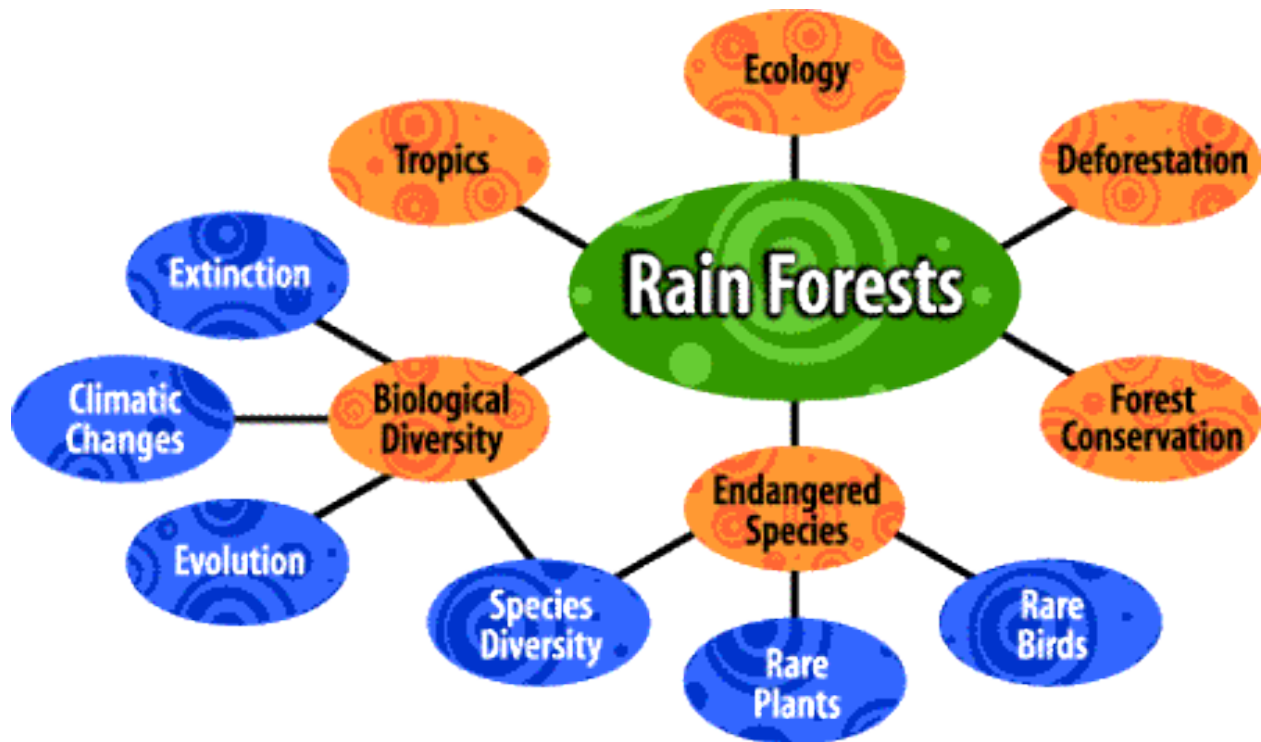 Ecology
Tropics
Deforestation
Rain Forests
Extinction
Climatic
Changes
Biological
Diversity
Forest
Conservation
Endangered
Species
Evolution
Species
Diversity
Rare
Plants
Rare
Birds